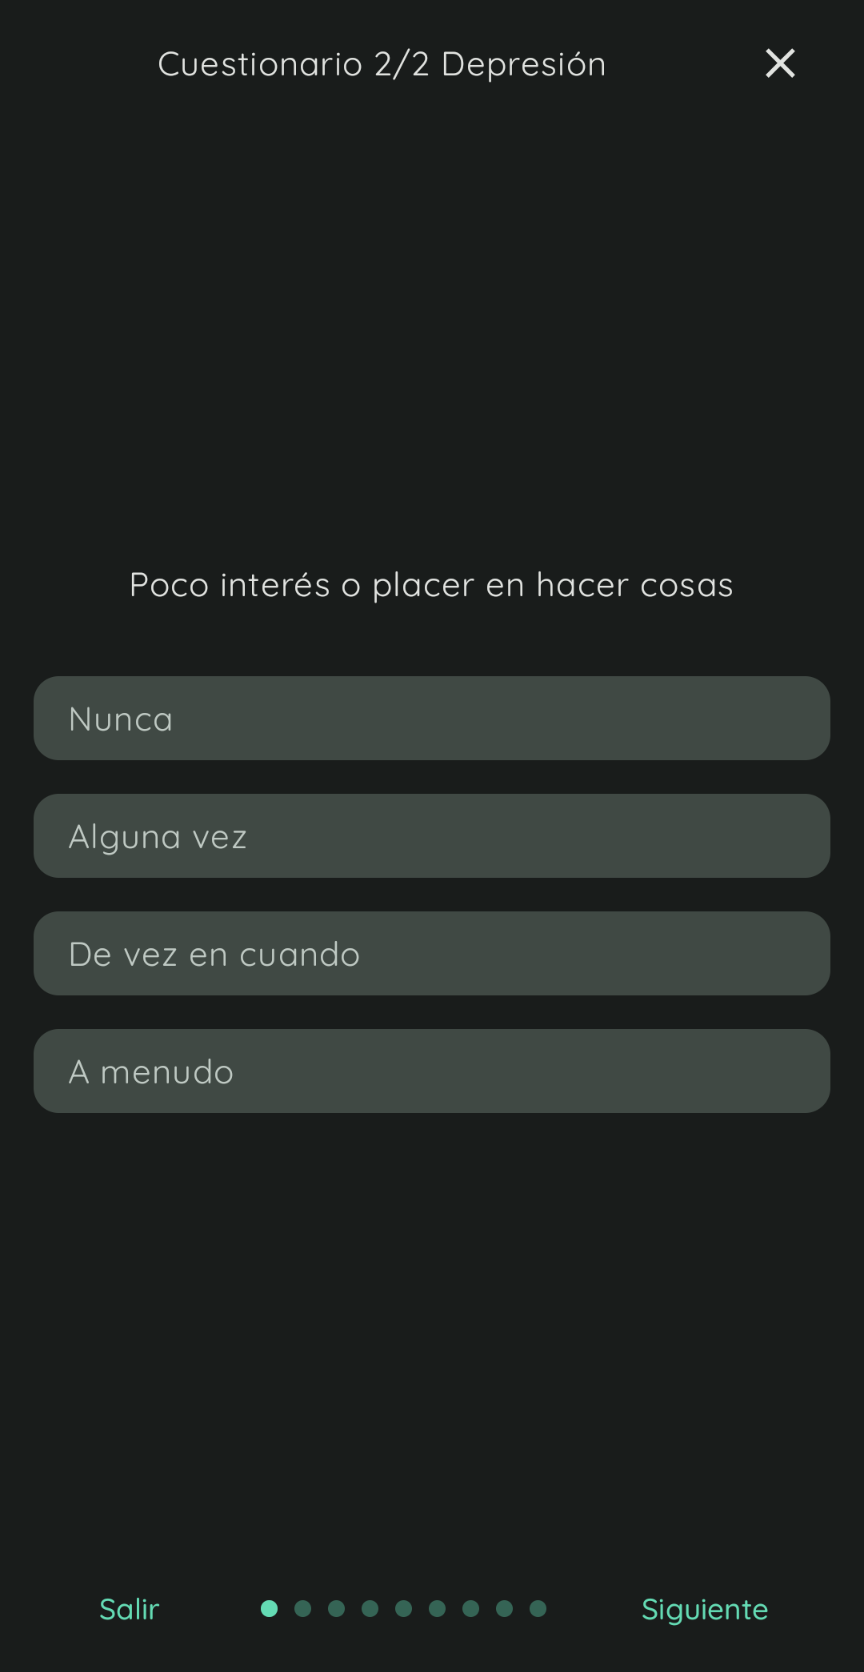 Cuestionario 2/2 Depresión
Poco interés o placer en hacer cosas
Nunca
Alguna vez
De vez en cuando
A menudo
Salir
Siguiente